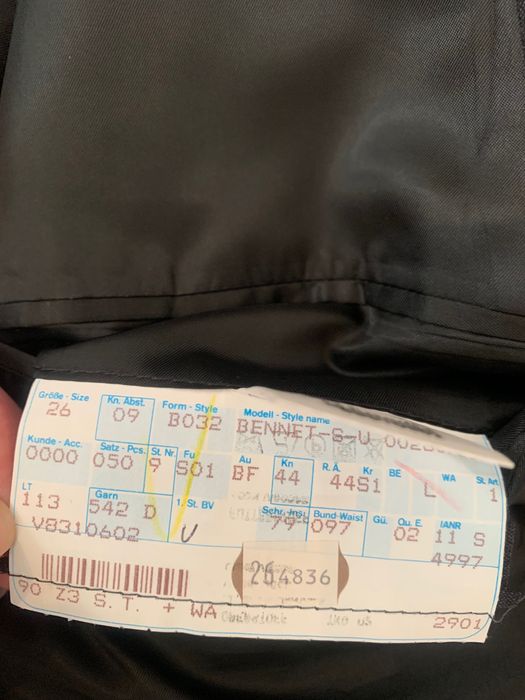 Größe - Size Kn. Abst. Form - Style Modell - Style name
26 09 B032 BENNET-S-U
Kunde - Acc. Satz - Pcs. St. Nr. Fu Au Kn R.A. Kr BE WA St. Art
0000 050 9 S01 BF 44 44S1 L 1
LT Garn 1. St. BV Schr.-Inst. Bund-Waist Gü. Qu. E. IANR
113 542 D U 79 097 02 11 S
V8310602 4997
264836
90 Z3 S.T. + WA 2901